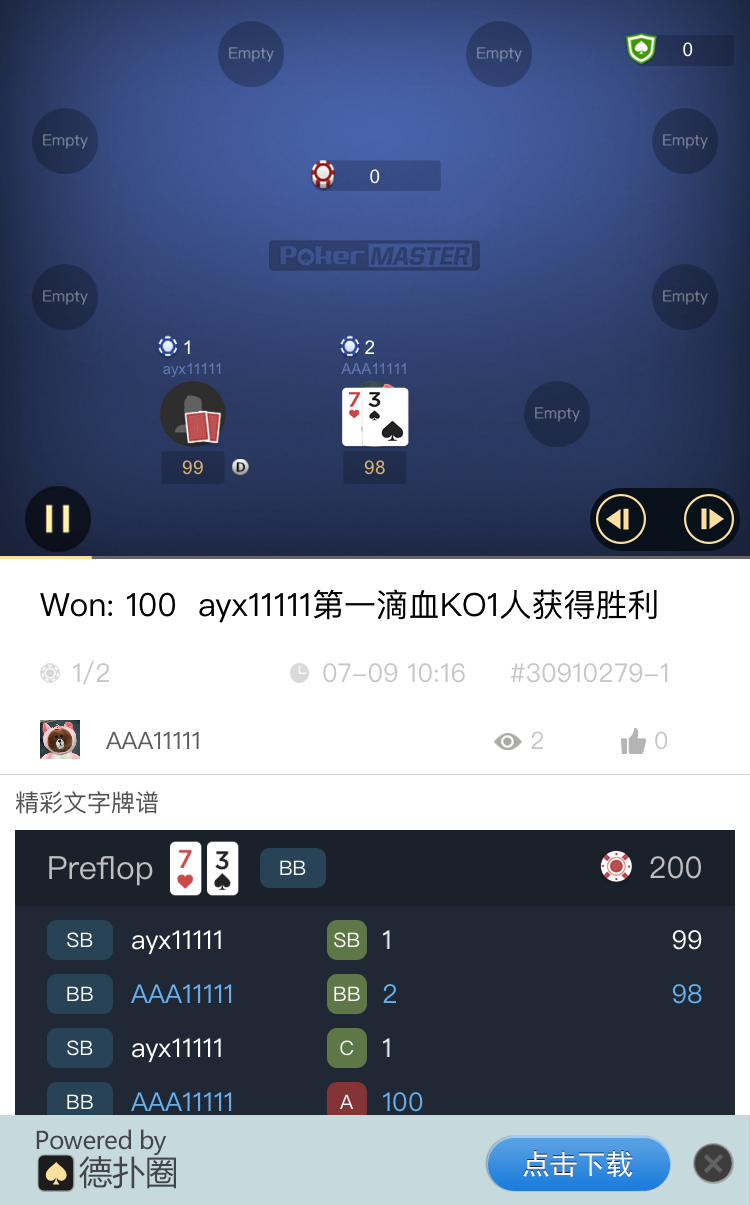 Empty Empty 0
Empty Empty
0
PokerMASTER
Empty Empty
1 2
ayx11111 AAA11111
7 3
Empty
99 D 98
Won: 100 ayx11111第一滴血KO1人获得胜利
1/2 07-09 10:16 #30910279-1
AAA11111 2 0
精彩文字牌谱
Preflop 7 3 BB 200
SB ayx11111 SB 1 99
BB AAA11111 BB 2 98
SB ayx11111 C 1
BB AAA11111 A 100
Powered by
德扑圈 点击下载